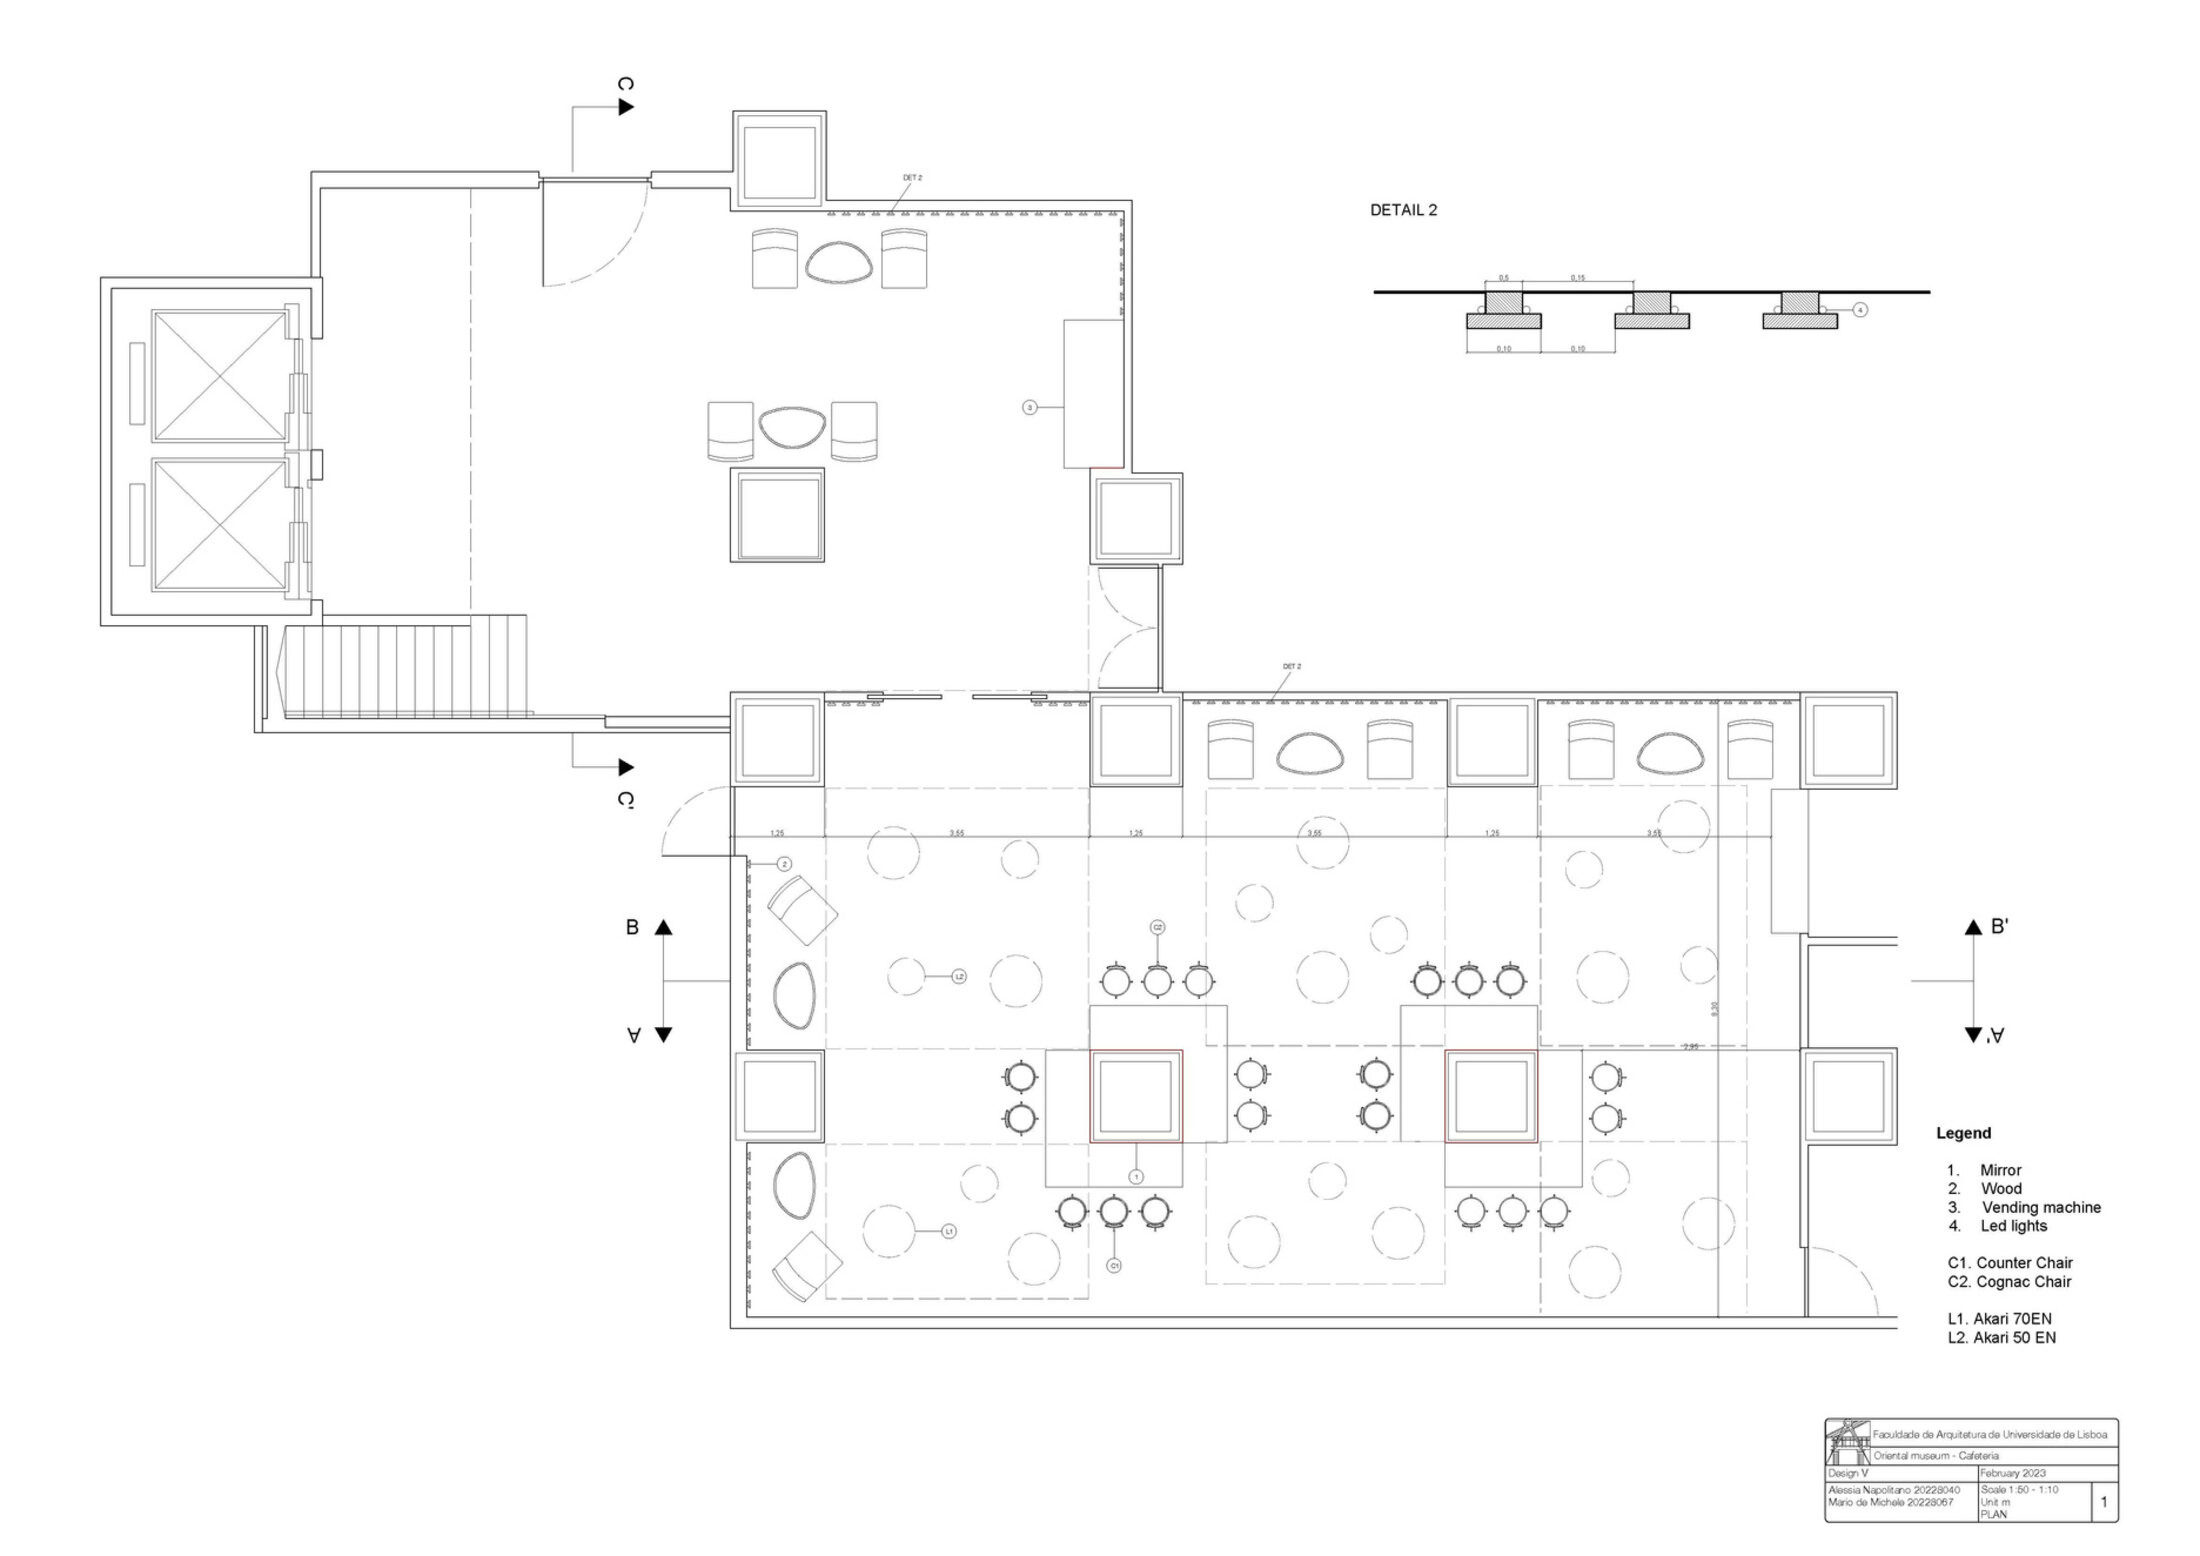 C
DET 2
DETAIL 2
0,5
0,15
4
0,10
0,10
3
DET 2
C'
1,25
3,55
1,25
3,55
1,25
3,55
2
B
C2
B'
L2
A
8,30
A'
2,95
1
L1
C1
Legend
1. Mirror
2. Wood
3. Vending machine
4. Led lights
C1. Counter Chair
C2. Cognac Chair
L1. Akari 70EN
L2. Akari 50 EN
Faculdade de Arquitetura de Universidade de Lisboa
Oriental museum - Cafeteria
Design V
February 2023
Alessia Napolitano 20228040
Mario de Michele 20228067
Scale 1:50 - 1:10
Unit m
PLAN
1